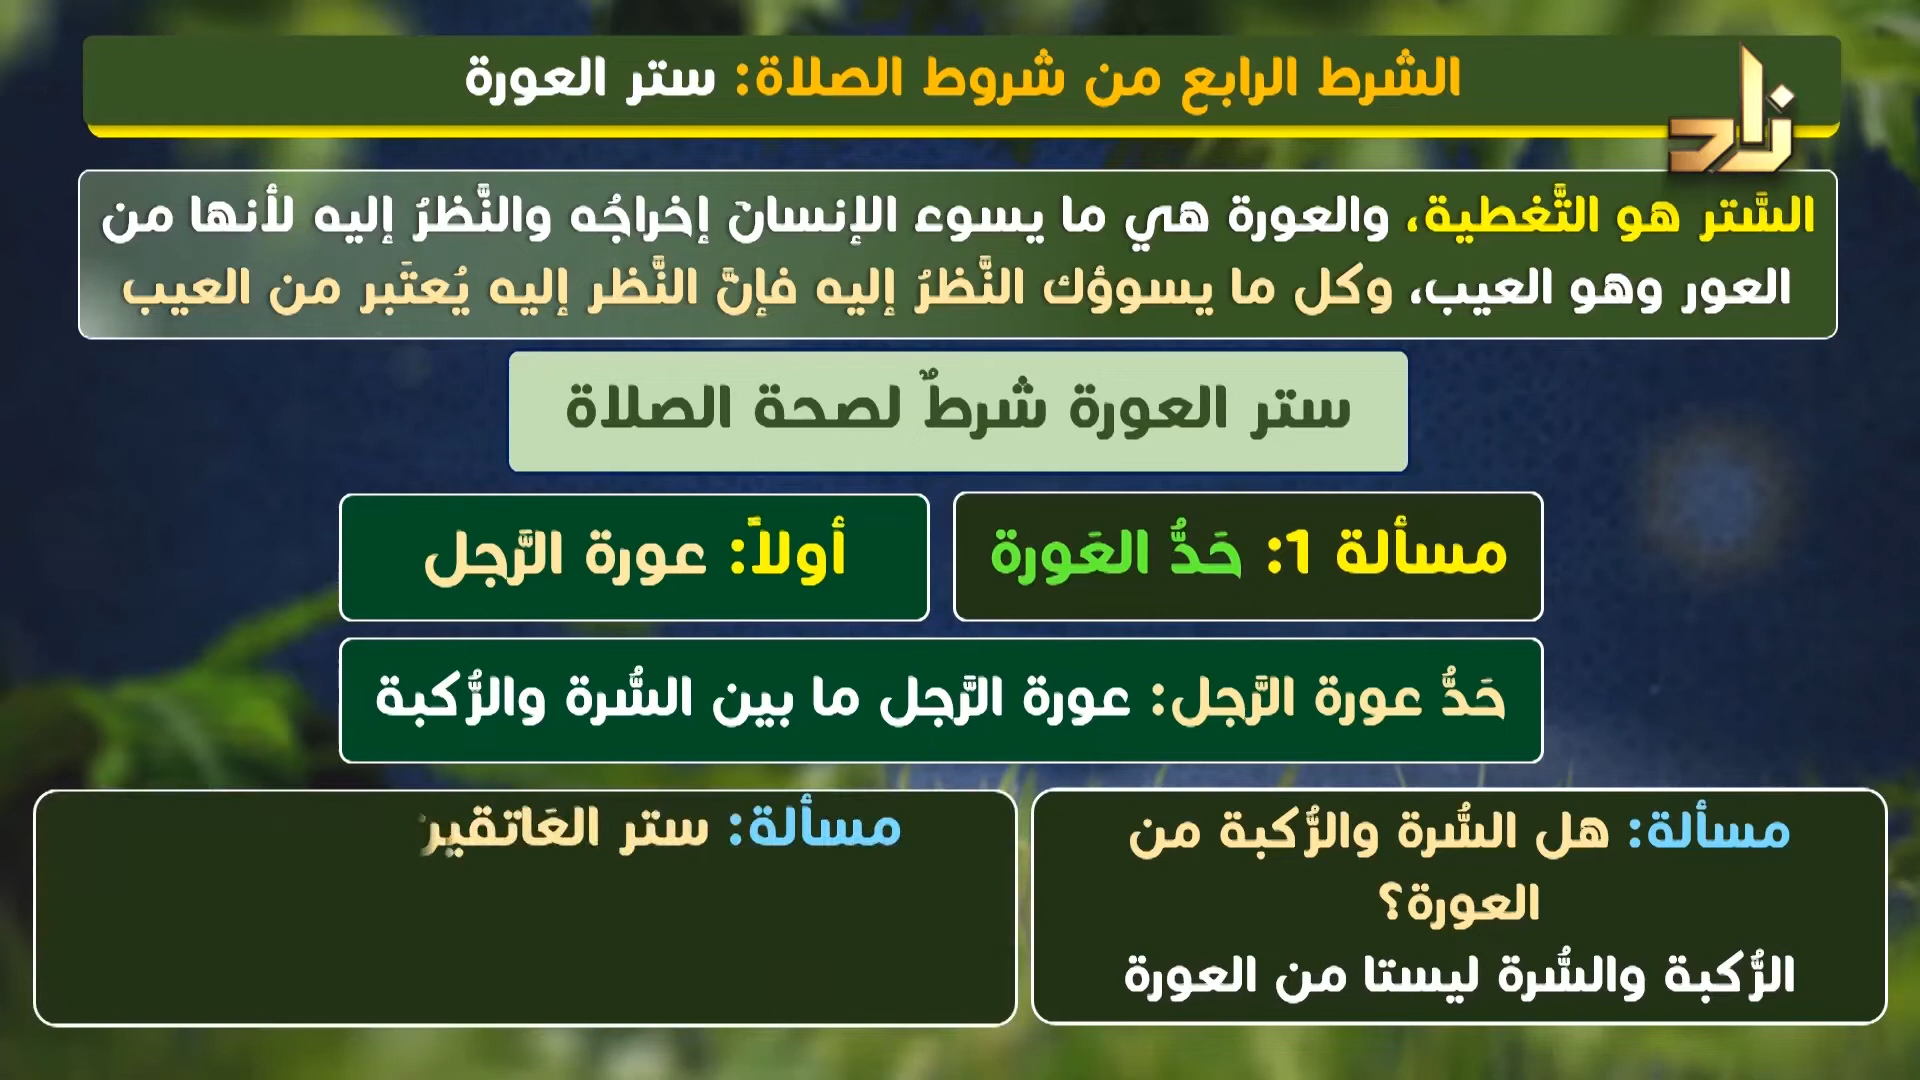 الشرط الرابع من شروط الصلاة: ستر العورة
زاد
السَّتر هو التَّغطية، والعورة هي ما يسوء الإنسانَ إخراجُه والنَّظرُ إليه لأنها من
العور وهو العيب، وكل ما يسوؤك النَّظرُ إليه فإنَّ النَّظر إليه يُعتَبر من العيب
ستر العورة شرطٌ لصحة الصلاة
مسألة 1: حَدُّ العَورة
أولاً: عورة الرَّجل
حَدُّ عورة الرَّجل: عورة الرَّجل ما بين السُّرة والرُّكبة
مسألة: هل السُّرة والرُّكبة من
العورة؟
الرُّكبة والسُّرة ليستا من العورة
مسألة: ستر العَاتقير